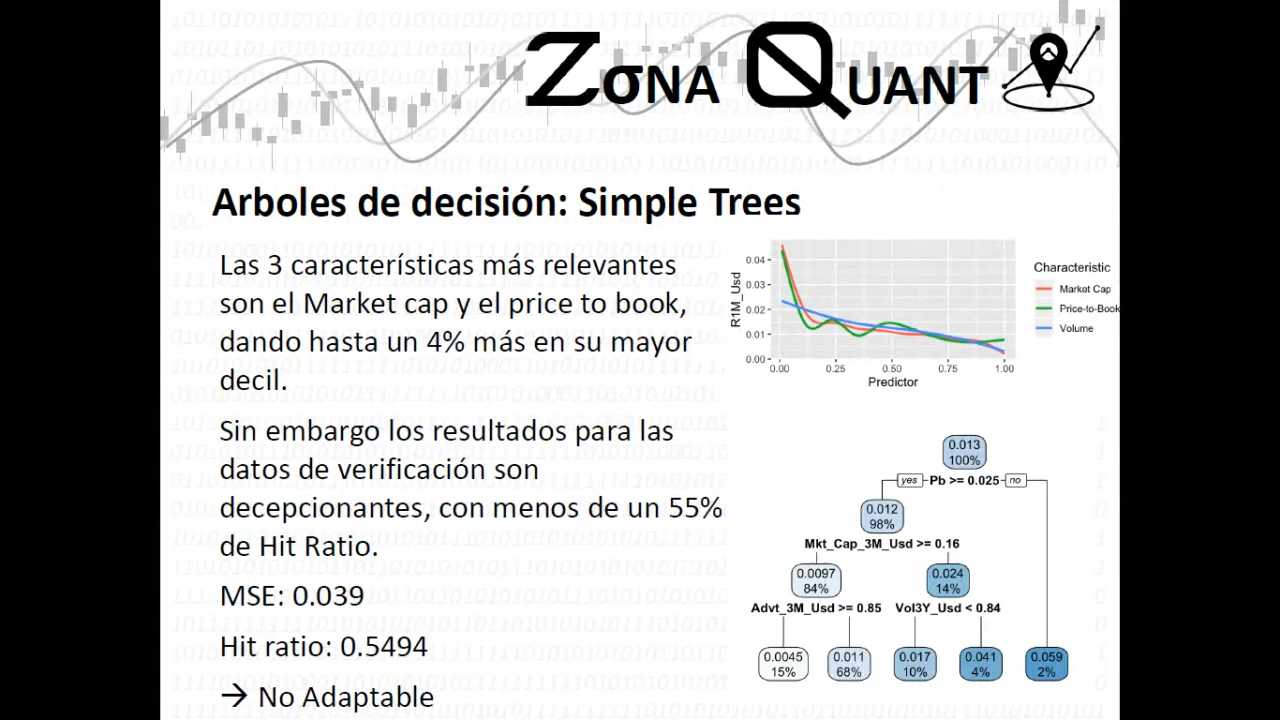 ZσNA QUANT
Arboles de decisión: Simple Trees
Las 3 características más relevantes
son el Market cap y el price to book,
dando hasta un 4% más en su mayor
decil.
Sin embargo los resultados para las
datos de verificación son
decepcionantes, con menos de un 55%
de Hit Ratio.
MSE: 0.039
Hit ratio: 0.5494
→ No Adaptable
R1M_Usd
0.04
0.03
0.02
0.01
0.00
0.00 0.25 0.50 0.75 1.00
Predictor
Characteristic
Market Cap
Price-to-Book
Volume
0.013
100%
yes Pb >= 0.025 no
0.012
98%
Mkt_Cap_3M_Usd >= 0.16
0.0097 0.024
84% 14%
Advt_3M_Usd >= 0.85 Vol3Y_Usd < 0.84
0.0045 0.011 0.017 0.041 0.059
15% 68% 10% 4% 2%